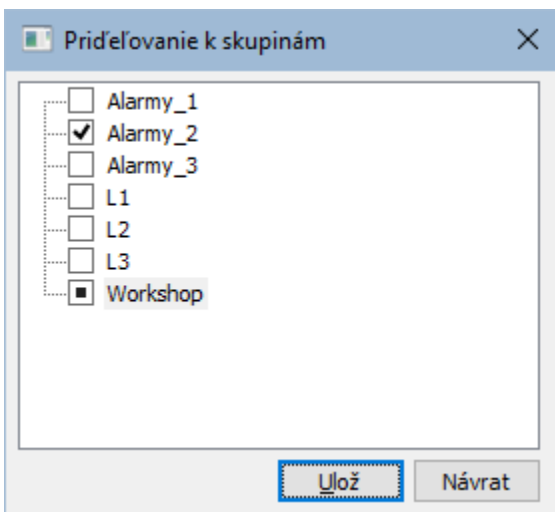 Priďeľovanie k skupinám
Alarmy_1
Alarmy_2
Alarmy_3
L1
L2
L3
Workshop
Ulož
Návrat